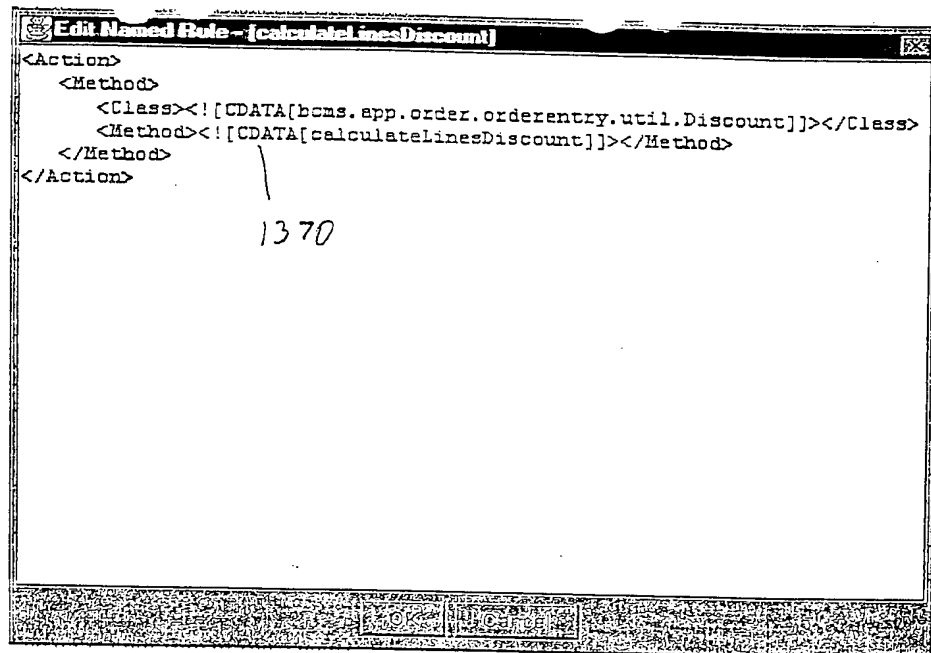 Edit Named Rule - [calculateLinesDiscount]
<Action>
<Method>
<Class><![CDATA[bcms.app.order.orderentry.util.Discount]]></Class>
<Method><![CDATA[calculateLinesDiscount]]></Method>
</Method>
</Action>
1370
OK Cancel